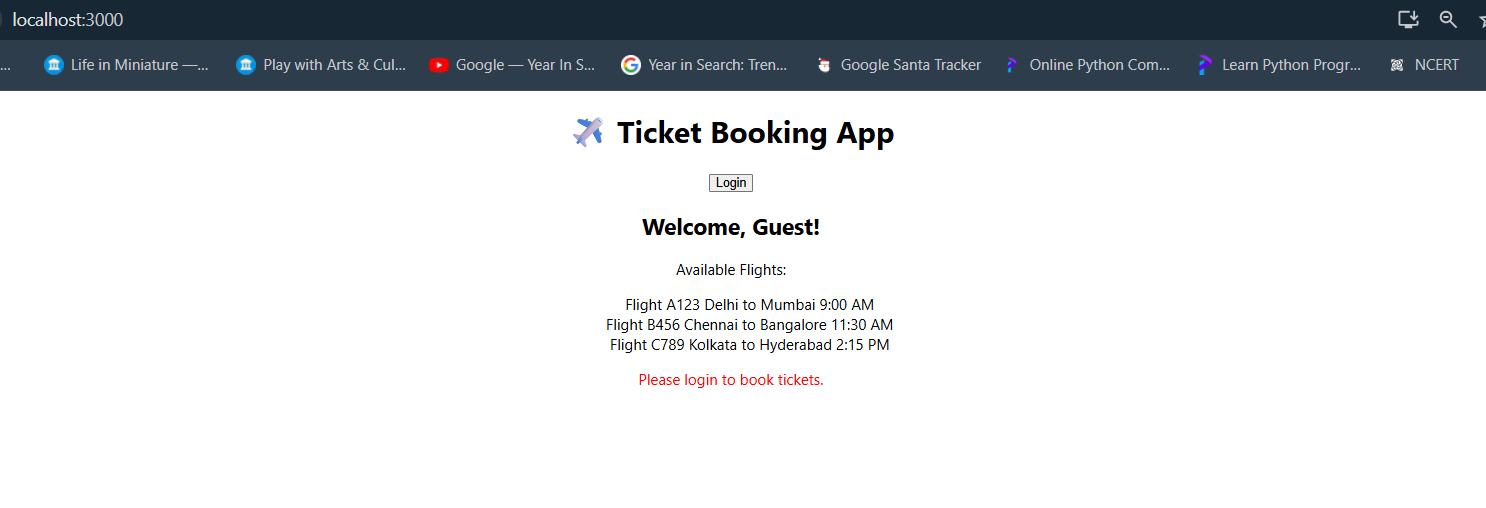 localhost:3000
... Life in Miniature —... Play with Arts & Cul... Google — Year In S... Year in Search: Tren... Google Santa Tracker Online Python Com... Learn Python Progr... NCERT
Ticket Booking App
Login
Welcome, Guest!
Available Flights:
Flight A123 Delhi to Mumbai 9:00 AM
Flight B456 Chennai to Bangalore 11:30 AM
Flight C789 Kolkata to Hyderabad 2:15 PM
Please login to book tickets.